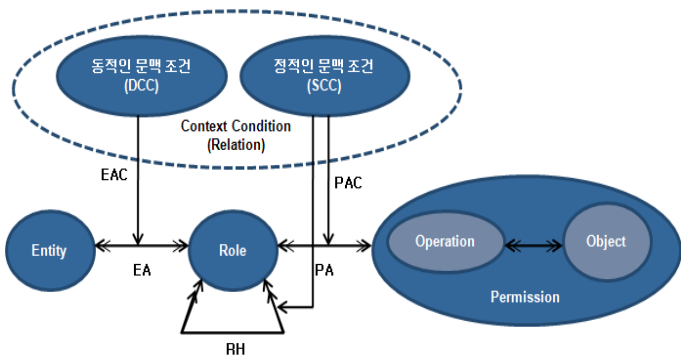 동적인 문맥 조건
(DCC)
정적인 문맥 조건
(SCC)
Context Condition
(Relation)
EAC
PAC
Entity
EA
Role
PA
Operation
Object
Permission
RH